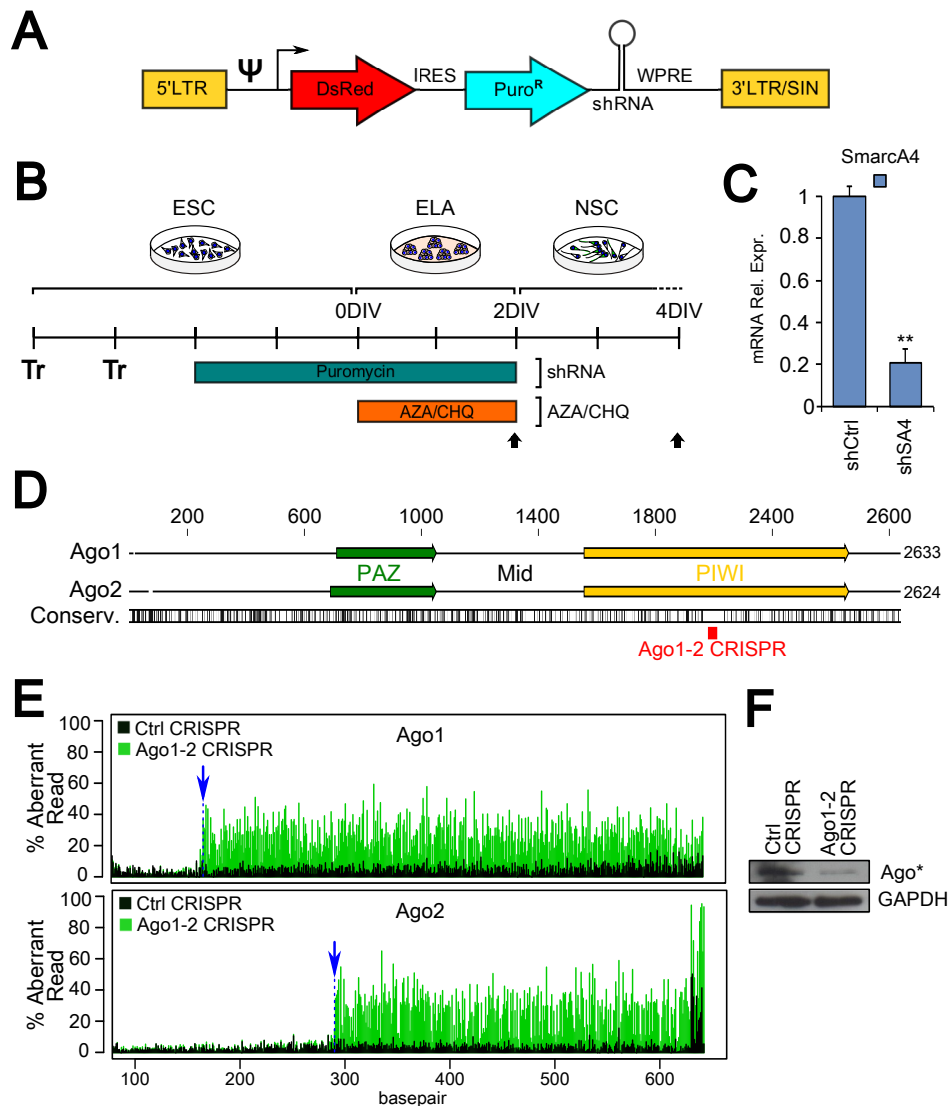 A
5'LTR
Ψ
DsRed
IRES
Puro^R
shRNA
WPRE
3'LTR/SIN
B
ESC
ELA
NSC
0DIV
2DIV
4DIV
Tr
Tr
Puromycin
shRNA
AZA/CHQ
AZA/CHQ
C
SmarcA4
mRNA Rel. Expr.
1
0.8
0.6
0.4
0.2
0
**
shCtrl
shSA4
D
200 600 1000 1400 1800 2400 2600
Ago1
2633
PAZ
Mid
PIWI
Ago2
2624
Conserv.
Ago1-2 CRISPR
E
% Aberrant Read
100
80
60
40
20
0
Ctrl CRISPR
Ago1-2 CRISPR
Ago1
% Aberrant Read
100
80
60
40
20
0
Ctrl CRISPR
Ago1-2 CRISPR
Ago2
100 200 300 400 500 600
basepair
F
Ctrl CRISPR
Ago1-2 CRISPR
Ago*
GAPDH